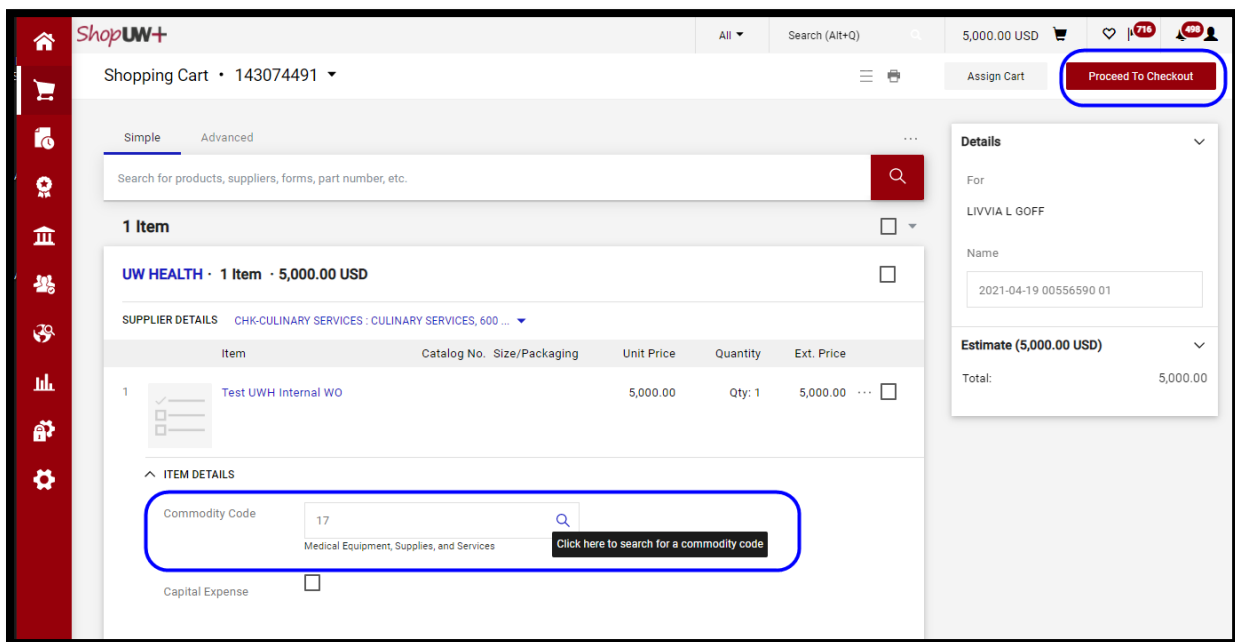 ShopUW+
All
Search (Alt+Q)
5,000.00 USD
716
498
Shopping Cart • 143074491
Assign Cart
Proceed To Checkout
Simple
Advanced
...
Details
Search for products, suppliers, forms, part number, etc.
For
LIVVIA L GOFF
1 Item
Name
UW HEALTH · 1 Item · 5,000.00 USD
2021-04-19 00556590 01
SUPPLIER DETAILS CHK-CULINARY SERVICES : CULINARY SERVICES, 600 ...
Estimate (5,000.00 USD)
Item Catalog No. Size/Packaging Unit Price Quantity Ext. Price
Total: 5,000.00
1 Test UWH Internal WO 5,000.00 Qty: 1 5,000.00 ...
ITEM DETAILS
Commodity Code
17
Medical Equipment, Supplies, and Services
Click here to search for a commodity code
Capital Expense